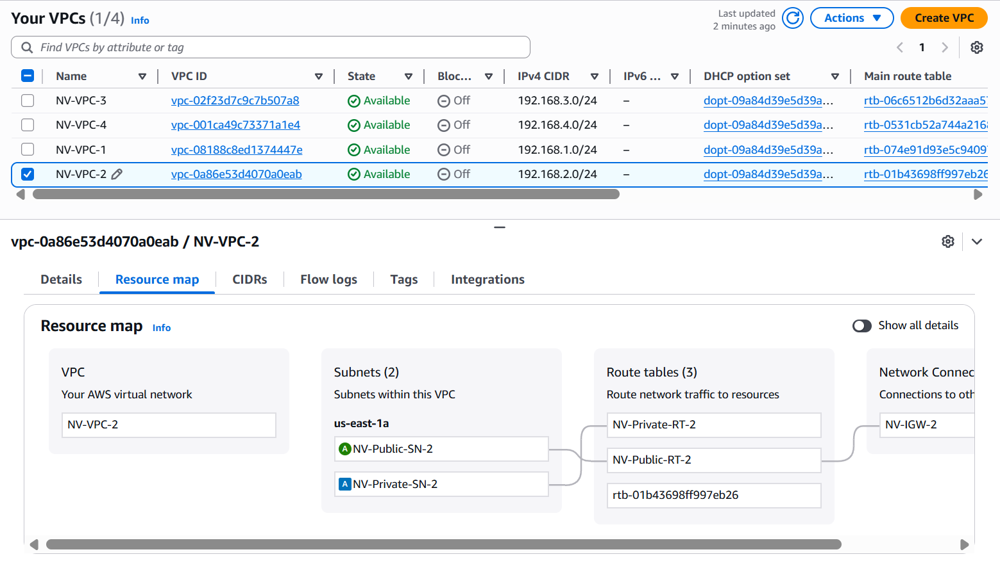 Your VPCs (1/4) Info
Last updated
2 minutes ago
Actions
Create VPC
Find VPCs by attribute or tag
1
Name VPC ID State Bloc... IPv4 CIDR IPv6 ... DHCP option set Main route table
NV-VPC-3 vpc-02f23d7c9c7b507a8 Available Off 192.168.3.0/24 – dopt-09a84d39e5d39a... rtb-06c6512b6d32aaa5
NV-VPC-4 vpc-001ca49c73371a1e4 Available Off 192.168.4.0/24 – dopt-09a84d39e5d39a... rtb-0531cb52a744a216
NV-VPC-1 vpc-08188c8ed1374447e Available Off 192.168.1.0/24 – dopt-09a84d39e5d39a... rtb-074e91d93e5c9409
NV-VPC-2 vpc-0a86e53d4070a0eab Available Off 192.168.2.0/24 – dopt-09a84d39e5d39a... rtb-01b43698ff997eb26
vpc-0a86e53d4070a0eab / NV-VPC-2
Details Resource map CIDRs Flow logs Tags Integrations
Resource map Info
Show all details
VPC
Your AWS virtual network
NV-VPC-2
Subnets (2)
Subnets within this VPC
us-east-1a
A NV-Public-SN-2
A NV-Private-SN-2
Route tables (3)
Route network traffic to resources
NV-Private-RT-2
NV-Public-RT-2
rtb-01b43698ff997eb26
Network Connec
Connections to oth
NV-IGW-2